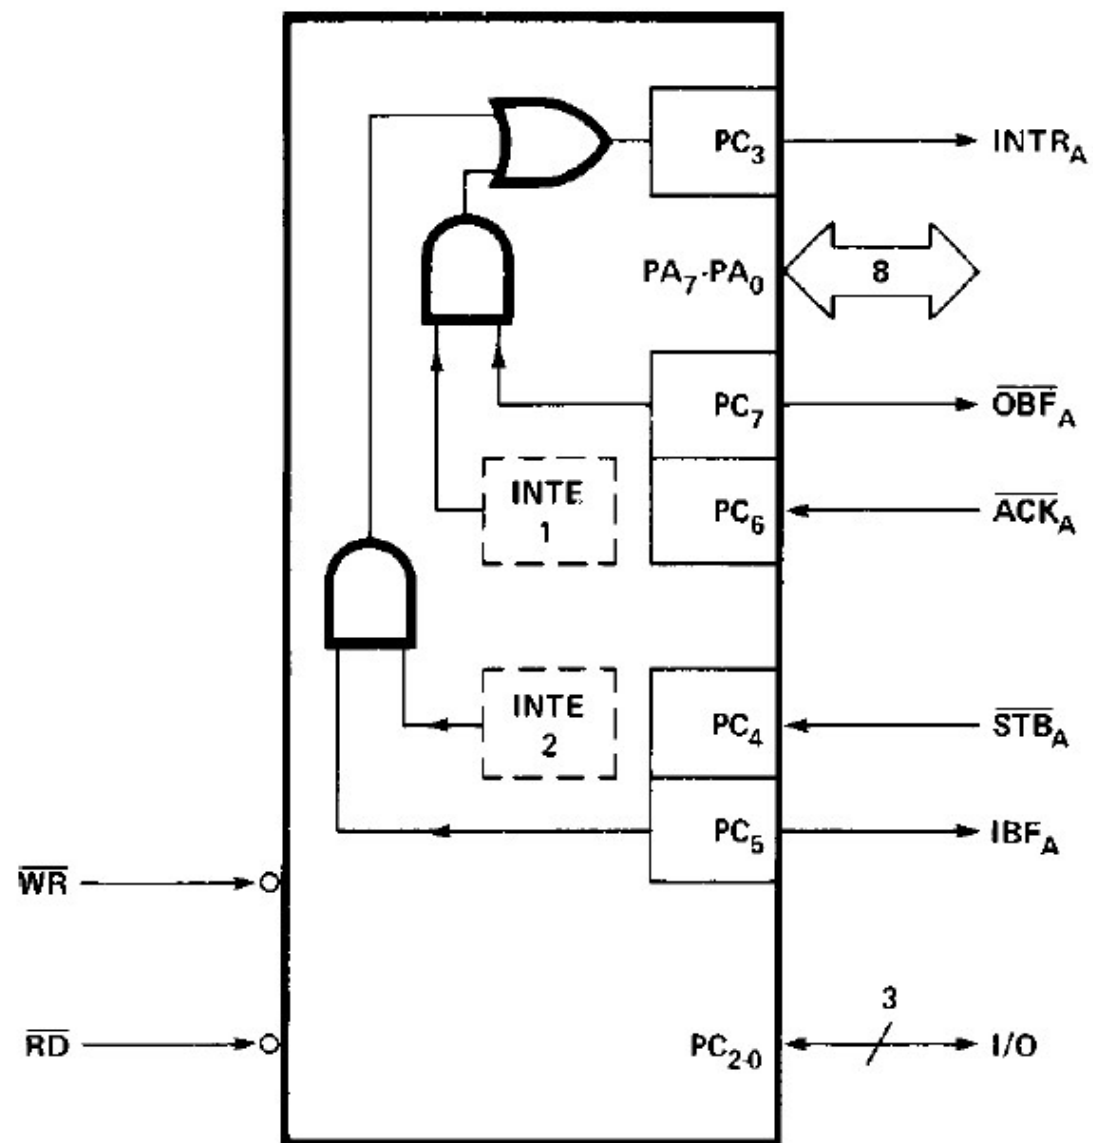 PC3 INTRA
PA7-PA0 8
PC7 OBFA
INTE
1
PC6 ACKA
INTE
2
PC4 STBA
PC5 IBFA
WR
3
RD
PC2-0 I/O